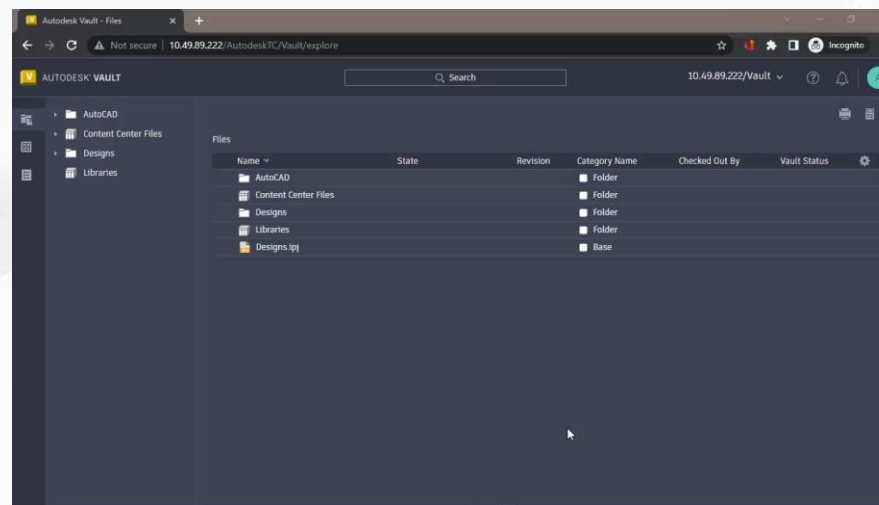 Autodesk Vault - Files
Not secure | 10.49.89.222/AutodeskTC/Vault/explore
Incognito
AUTODESK VAULT
Search
10.49.89.222/Vault
AutoCAD
Content Center Files
Designs
Libraries
Files
Name State Revision Category Name Checked Out By Vault Status
AutoCAD Folder
Content Center Files Folder
Designs Folder
Libraries Folder
Designs.ipj Base